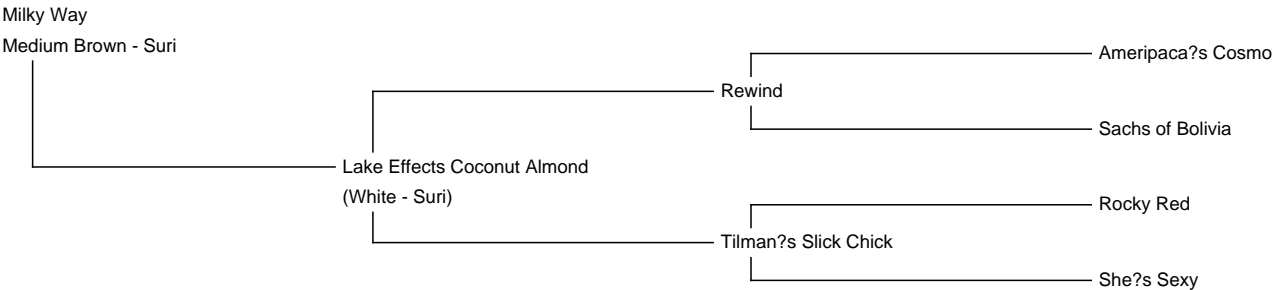 Milky Way
Medium Brown - Suri
Ameripaca?s Cosmo
Rewind
Sachs of Bolivia
Lake Effects Coconut Almond
(White - Suri)
Rocky Red
Tilman?s Slick Chick
She?s Sexy